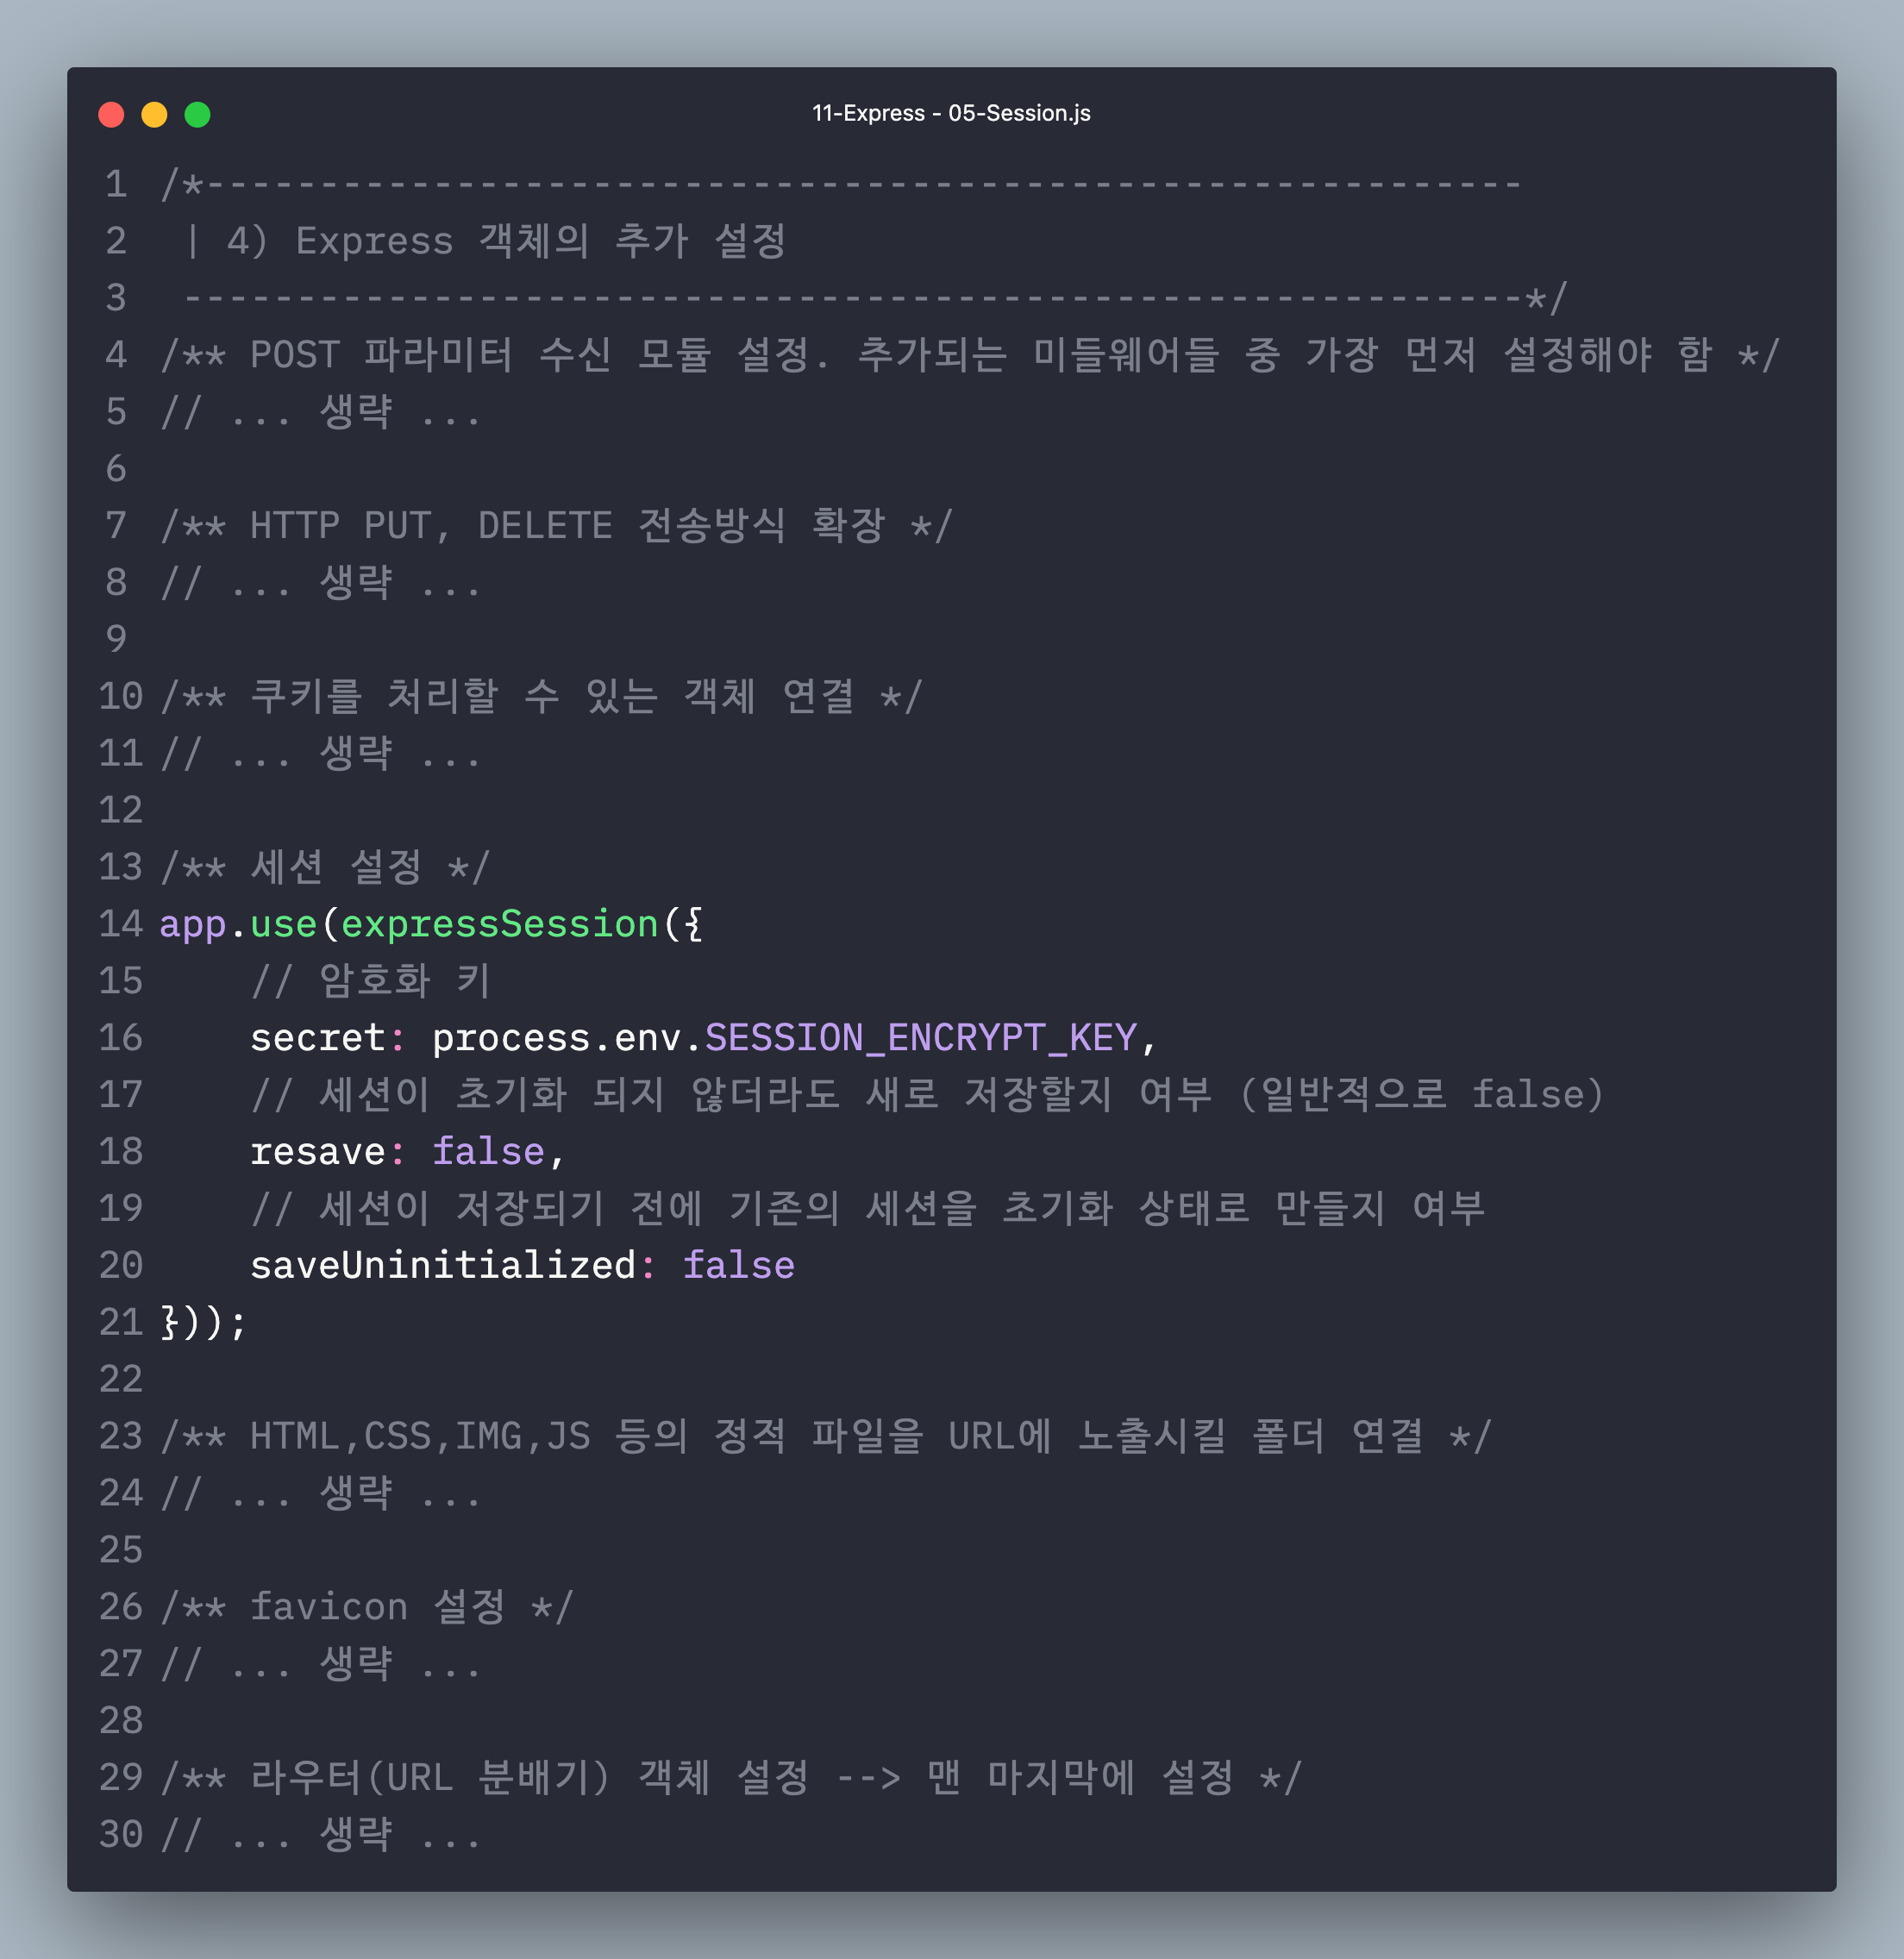 11-Express - 05-Session.js
1 /*----------------------------------------------------------
2  | 4) Express 객체의 추가 설정
3  -----------------------------------------------------------*/
4 /** POST 파라미터 수신 모듈 설정. 추가되는 미들웨어들 중 가장 먼저 설정해야 함 */
5 // ... 생략 ...
6
7 /** HTTP PUT, DELETE 전송방식 확장 */
8 // ... 생략 ...
9
10 /** 쿠키를 처리할 수 있는 객체 연결 */
11 // ... 생략 ...
12
13 /** 세션 설정 */
14 app.use(expressSession({
15     // 암호화 키
16     secret: process.env.SESSION_ENCRYPT_KEY,
17     // 세션이 초기화 되지 않더라도 새로 저장할지 여부 (일반적으로 false)
18     resave: false,
19     // 세션이 저장되기 전에 기존의 세션을 초기화 상태로 만들지 여부
20     saveUninitialized: false
21 }));
22
23 /** HTML,CSS,IMG,JS 등의 정적 파일을 URL에 노출시킬 폴더 연결 */
24 // ... 생략 ...
25
26 /** favicon 설정 */
27 // ... 생략 ...
28
29 /** 라우터(URL 분배기) 객체 설정 --> 맨 마지막에 설정 */
30 // ... 생략 ...